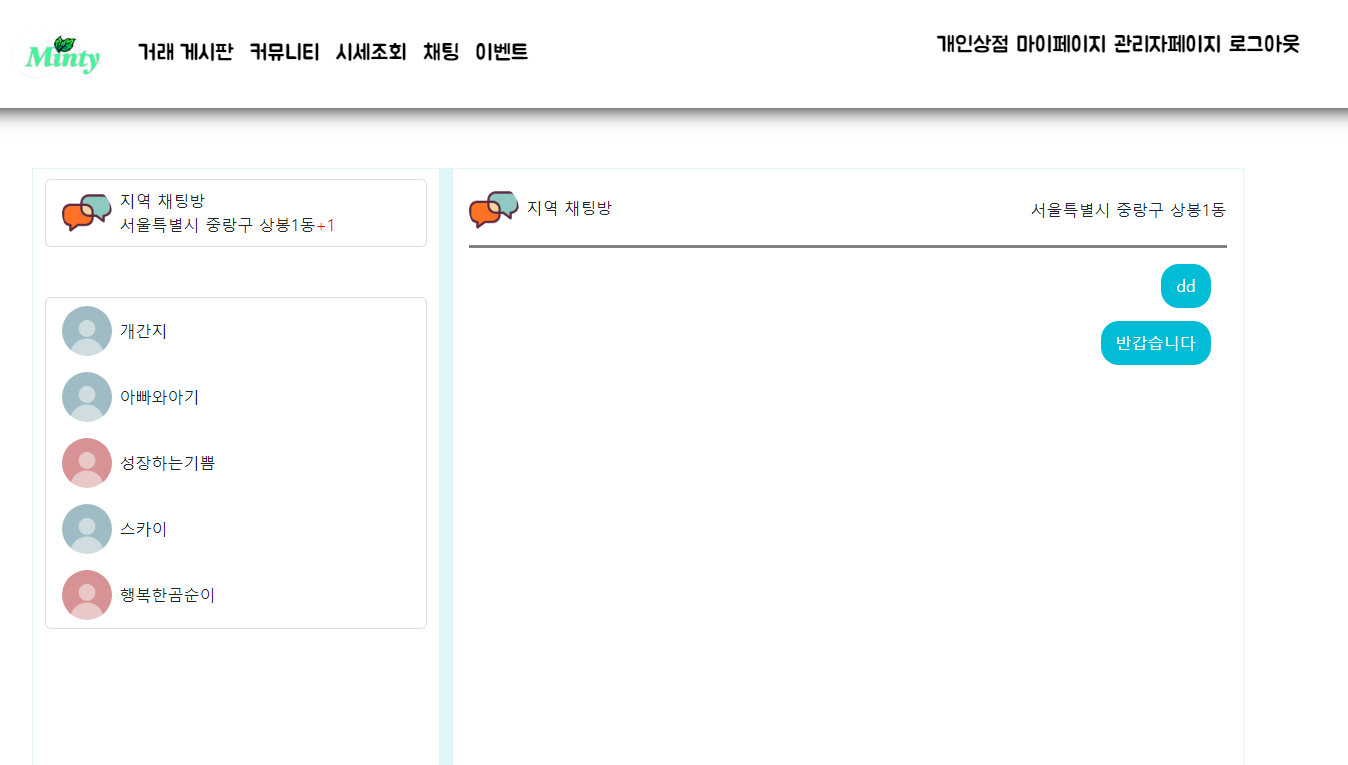 Minty
거래 게시판 커뮤니티 시세조회 채팅 이벤트
개인상점 마이페이지 관리자페이지 로그아웃
지역 채팅방
서울특별시 중랑구 상봉1동+1
개간지
아빠와아기
성장하는기쁨
스카이
행복한곰순이
지역 채팅방
서울특별시 중랑구 상봉1동
dd
반갑습니다